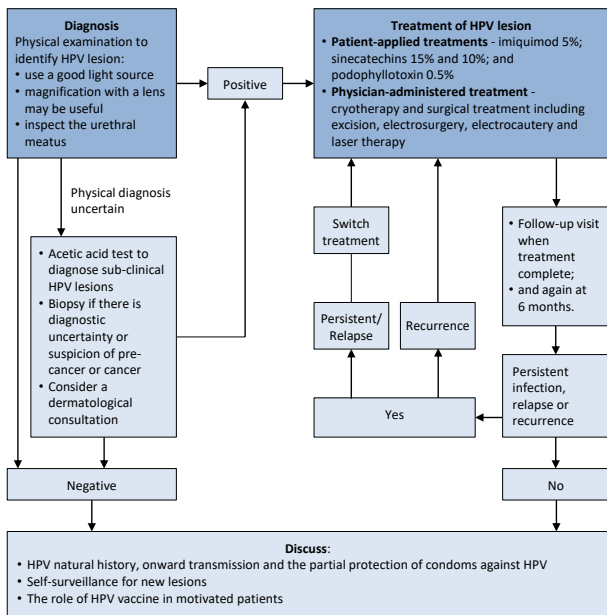 Diagnosis
Physical examination to
identify HPV lesion:
• use a good light source
• magnification with a lens
may be useful
• inspect the urethral
meatus
Positive
Treatment of HPV lesion
• Patient-applied treatments - imiquimod 5%;
sinecatechins 15% and 10%; and
podophyllotoxin 0.5%
• Physician-administered treatment -
cryotherapy and surgical treatment including
excision, electrosurgery, electrocautery and
laser therapy
Physical diagnosis
uncertain
• Acetic acid test to
diagnose sub-clinical
HPV lesions
• Biopsy if there is
diagnostic
uncertainty or
suspicion of pre-
cancer or cancer
• Consider a
dermatological
consultation
Switch
treatment
Persistent/
Relapse
Recurrence
• Follow-up visit
when
treatment
complete;
• and again at
6 months.
Persistent
infection,
relapse or
recurrence
Yes
Negative
No
Discuss:
• HPV natural history, onward transmission and the partial protection of condoms against HPV
• Self-surveillance for new lesions
• The role of HPV vaccine in motivated patients